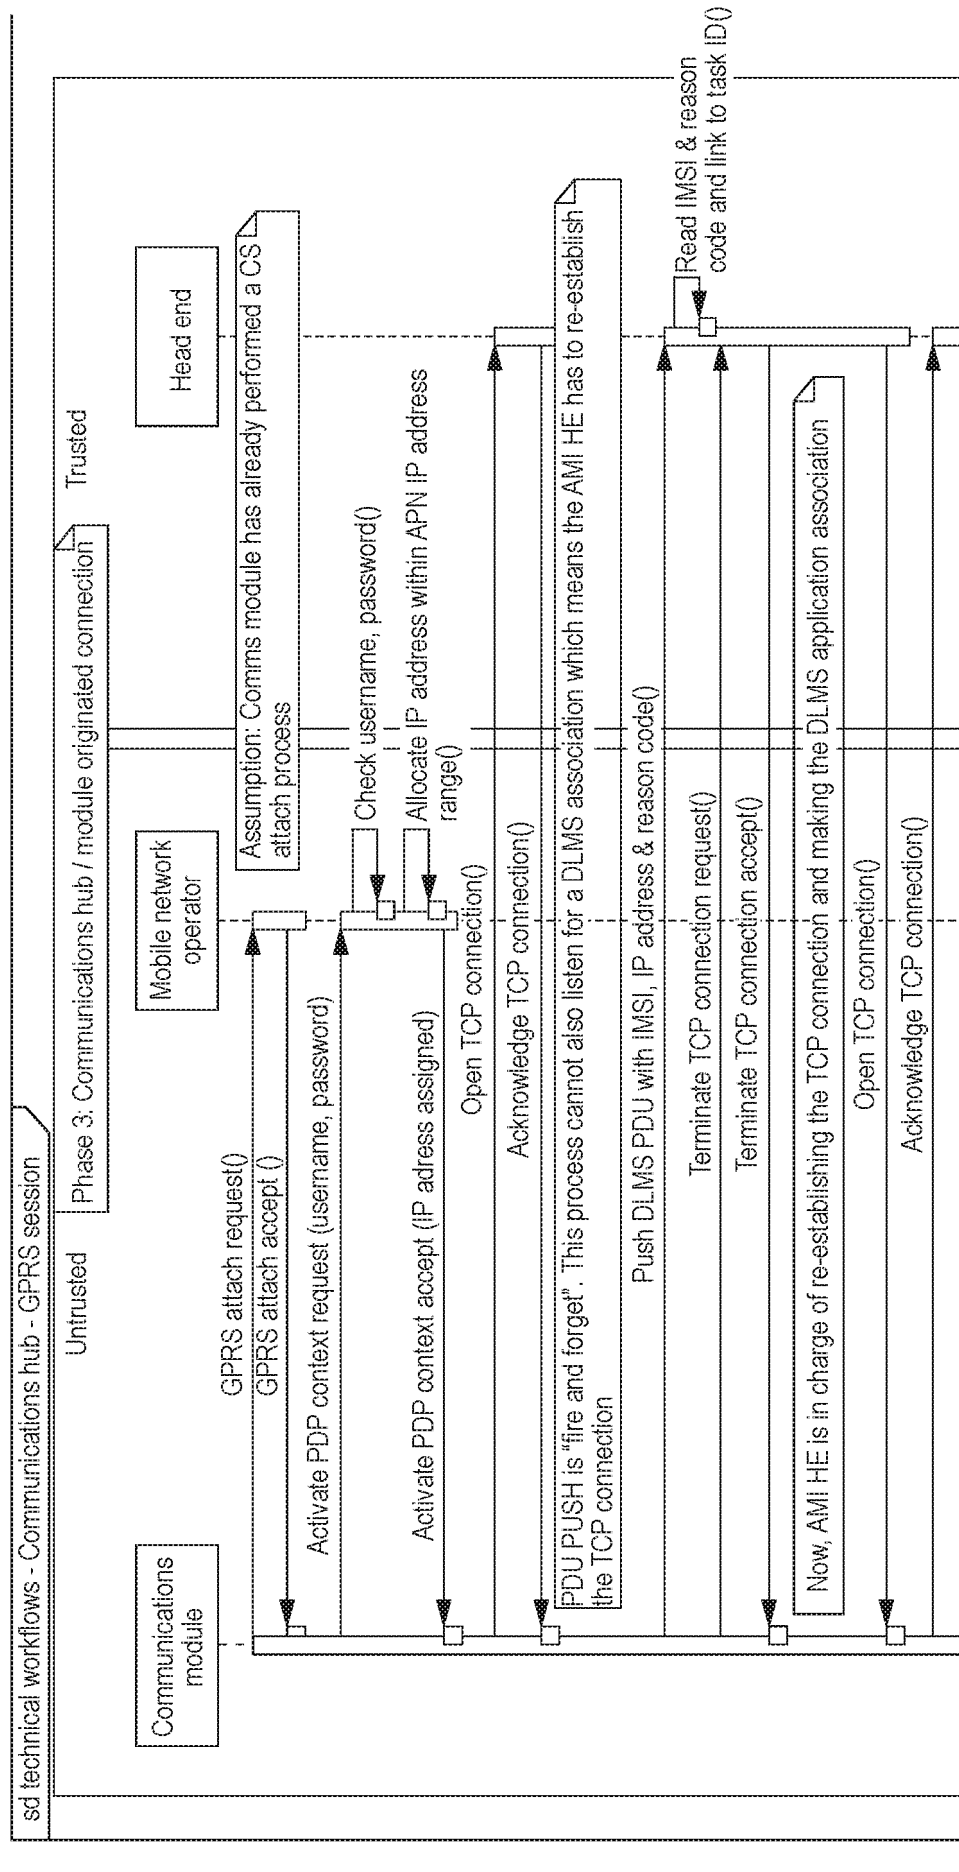 sd technical workflows - Communications hub - GPRS session
Untrusted
Phase 3: Communications hub / module originated connection
Trusted
Communications
module
Mobile network
operator
Head end
Assumption: Comms module has already performed a CS
attach process
GPRS attach request()
GPRS attach accept ()
Activate PDP context request (username, password)
Check username, password()
Allocate IP address within APN IP address
range()
Activate PDP context accept (IP adress assigned)
Open TCP connection()
Acknowledge TCP connection()
PDU PUSH is "fire and forget". This process cannot also listen for a DLMS association which means the AMI HE has to re-establish
the TCP connection
Push DLMS PDU with IMSI, IP address & reason code()
Read IMSI & reason
code and link to task ID()
Terminate TCP connection request()
Terminate TCP connection accept()
Now, AMI HE is in charge of re-establishing the TCP connection and making the DLMS application association
Open TCP connection()
Acknowledge TCP connection()